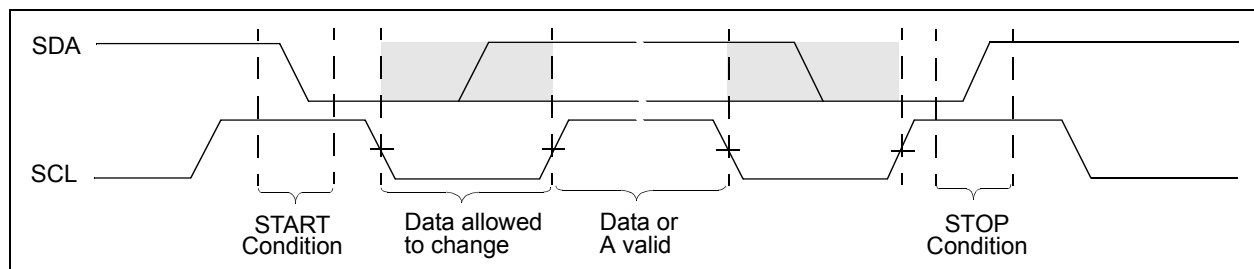 SDA
SCL
START
Condition
Data allowed
to change
Data or
A valid
STOP
Condition